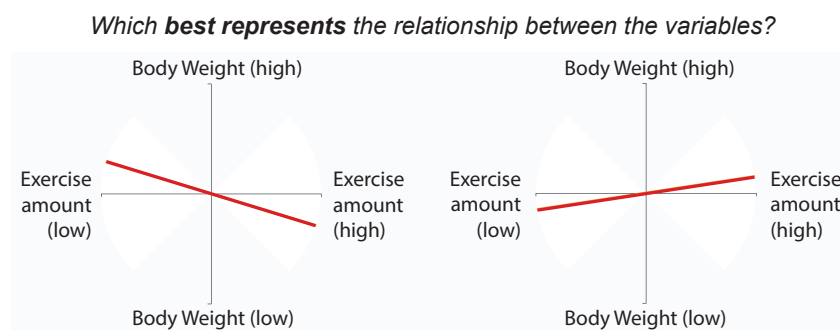 Which best represents the relationship between the variables?
Body Weight (high)
Exercise
amount
(low)
Exercise
amount
(high)
Body Weight (low)
Body Weight (high)
Exercise
amount
(low)
Exercise
amount
(high)
Body Weight (low)